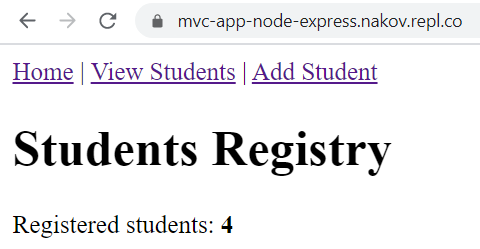 mvc-app-node-express.nakov.repl.co
Home | View Students | Add Student
Students Registry
Registered students: 4